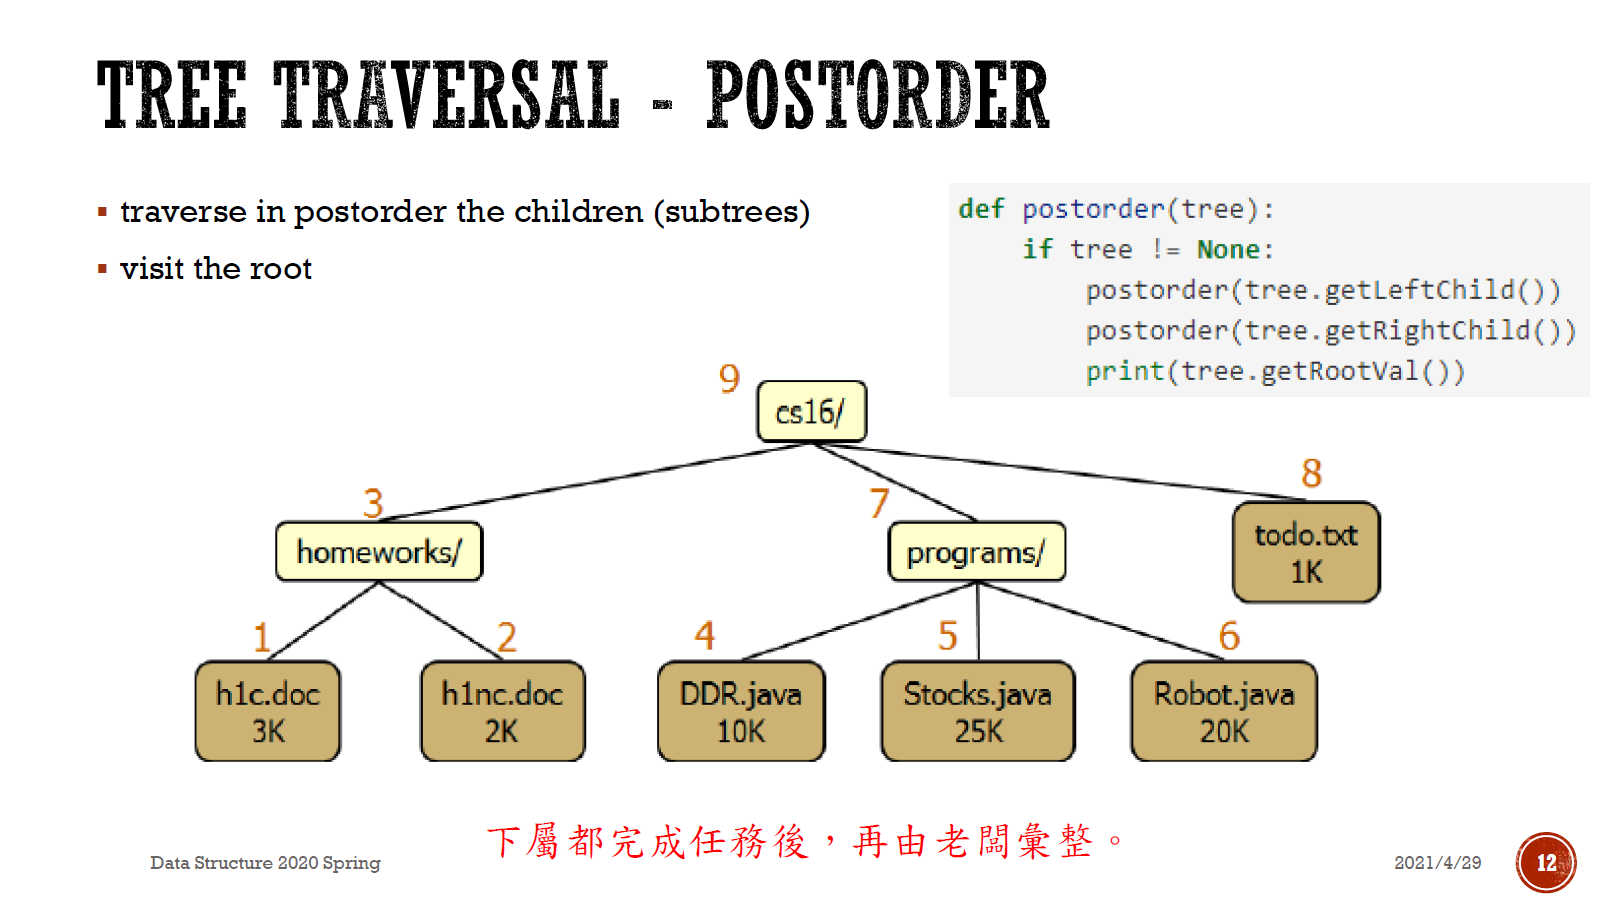 TREE TRAVERSAL - POSTORDER
traverse in postorder the children (subtrees)
visit the root
def postorder(tree):
    if tree != None:
        postorder(tree.getLeftChild())
        postorder(tree.getRightChild())
        print(tree.getRootVal())
9
cs16/
3
homeworks/
7
programs/
8
todo.txt
1K
1
h1c.doc
3K
2
h1nc.doc
2K
4
DDR.java
10K
5
Stocks.java
25K
6
Robot.java
20K
下屬都完成任務後，再由老闆彙整。
Data Structure 2020 Spring
2021/4/29
12